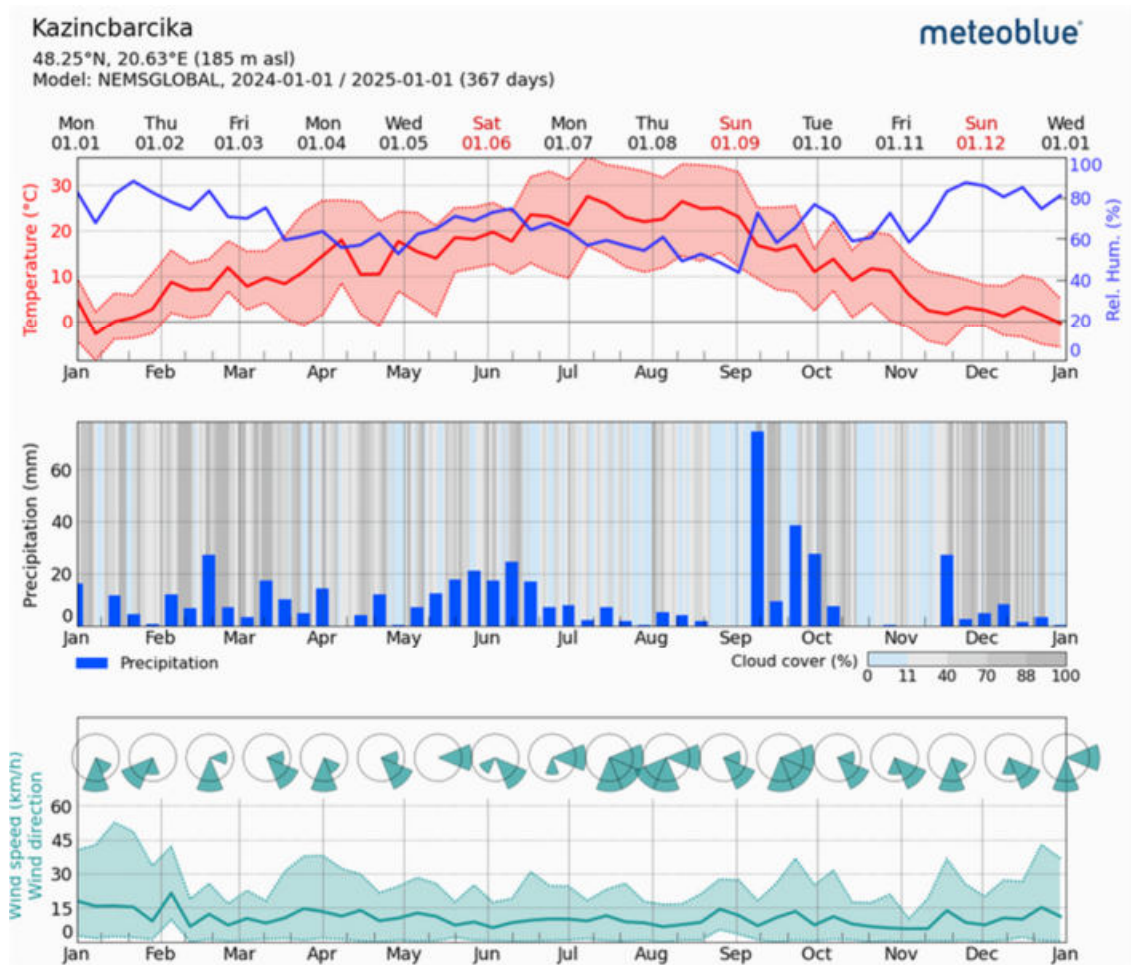 Kazincbarcika
meteoblue
48.25°N, 20.63°E (185 m asl)
Model: NEMSGLOBAL, 2024-01-01 / 2025-01-01 (367 days)
Mon Thu Fri Mon Wed Sat Mon Thu Sun Tue Fri Sun Wed
01.01 01.02 01.03 01.04 01.05 01.06 01.07 01.08 01.09 01.10 01.11 01.12 01.01
Temperature (°C)
30
20
10
0
100
80
60
40
20
0
Rel. Hum. (%)
Jan Feb Mar Apr May Jun Jul Aug Sep Oct Nov Dec Jan
Precipitation (mm)
60
40
20
0
Jan Feb Mar Apr May Jun Jul Aug Sep Oct Nov Dec Jan
Precipitation
Cloud cover (%)
0 11 40 70 88 100
Wind speed (km/h)
Wind direction
60
45
30
15
0
Jan Feb Mar Apr May Jun Jul Aug Sep Oct Nov Dec Jan